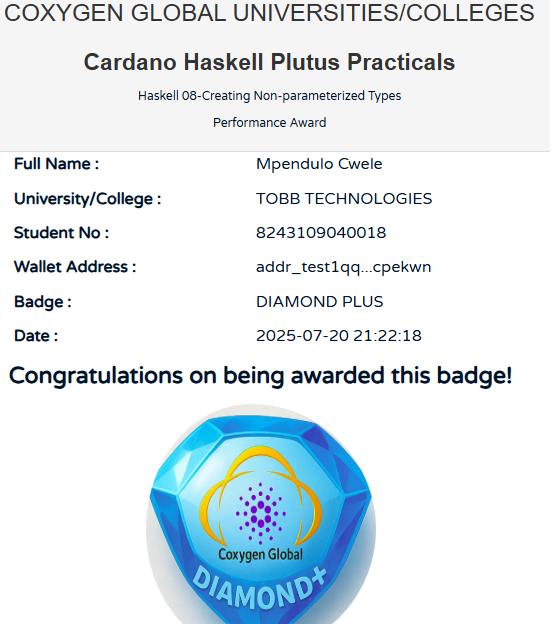 COXYGEN GLOBAL UNIVERSITIES/COLLEGES
Cardano Haskell Plutus Practicals
Haskell 08-Creating Non-parameterized Types
Performance Award
Full Name : Mpendulo Cwele
University/College : TOBB TECHNOLOGIES
Student No : 8243109040018
Wallet Address : addr_test1qq...cpekwn
Badge : DIAMOND PLUS
Date : 2025-07-20 21:22:18
Congratulations on being awarded this badge!
Coxygen Global
DIAMOND+